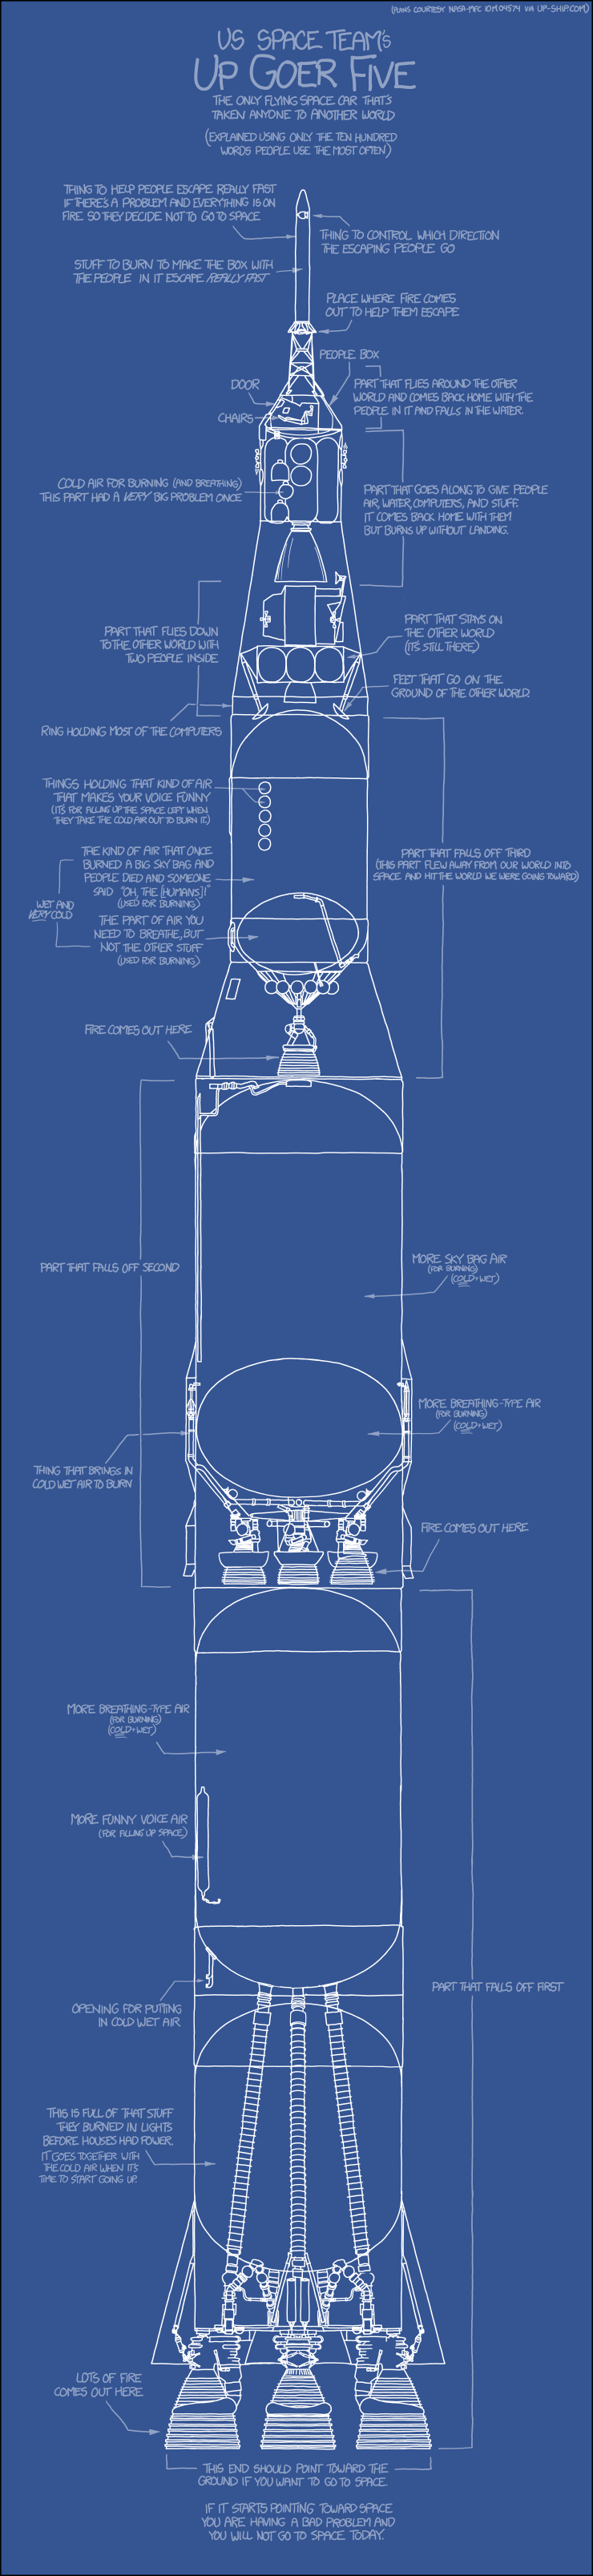 (PLANS COURTESY NASA-MFC 10M04574 VIA UP-SHIP.COM)
US SPACE TEAM'S
UP GOER FIVE
THE ONLY FLYING SPACE CAR THAT'S
TAKEN ANYONE TO ANOTHER WORLD
(EXPLAINED USING ONLY THE TEN HUNDRED
WORDS PEOPLE USE THE MOST OFTEN)
THING TO HELP PEOPLE ESCAPE REALLY FAST
IF THERE'S A PROBLEM AND EVERYTHING IS ON
FIRE SO THEY DECIDE NOT TO GO TO SPACE
THING TO CONTROL WHICH DIRECTION
THE ESCAPING PEOPLE GO
STUFF TO BURN TO MAKE THE BOX WITH
THE PEOPLE IN IT ESCAPE REALLY FAST
PLACE WHERE FIRE COMES
OUT TO HELP THEM ESCAPE
PEOPLE BOX
DOOR
CHAIRS
PART THAT FLIES AROUND THE OTHER
WORLD AND COMES BACK HOME WITH THE
PEOPLE IN IT AND FALLS IN THE WATER.
COLD AIR FOR BURNING (AND BREATHING)
THIS PART HAD A VERY BIG PROBLEM ONCE
PART THAT GOES ALONG TO GIVE PEOPLE
AIR, WATER, COMPUTERS, AND STUFF.
IT COMES BACK HOME WITH THEM
BUT BURNS UP WITHOUT LANDING.
PART THAT FLIES DOWN
TO THE OTHER WORLD WITH
TWO PEOPLE INSIDE
PART THAT STAYS ON
THE OTHER WORLD
(IT'S STILL THERE)
FEET THAT GO ON THE
GROUND OF THE OTHER WORLD
RING HOLDING MOST OF THE COMPUTERS
THINGS HOLDING THAT KIND OF AIR
THAT MAKES YOUR VOICE FUNNY
(IT'S FOR FILLING UP THE SPACE LEFT WHEN
THEY TAKE THE COLD AIR OUT TO BURN IT.)
PART THAT FALLS OFF THIRD
(THIS PART FLEW AWAY FROM OUR WORLD INTO
SPACE AND HIT THE WORLD WE WERE GOING TOWARD)
THE KIND OF AIR THAT ONCE
BURNED A BIG SKY BAG AND
PEOPLE DIED AND SOMEONE
SAID "OH, THE [HUMANS]!"
(USED FOR BURNING)
WET AND
VERY COLD
THE PART OF AIR YOU
NEED TO BREATHE, BUT
NOT THE OTHER STUFF
(USED FOR BURNING)
FIRE COMES OUT HERE
PART THAT FALLS OFF SECOND
MORE SKY BAG AIR
(FOR BURNING)
(COLD + WET)
MORE BREATHING-TYPE AIR
(FOR BURNING)
(COLD + WET)
THING THAT BRINGS IN
COLD WET AIR TO BURN
FIRE COMES OUT HERE
MORE BREATHING-TYPE AIR
(FOR BURNING)
(COLD + WET)
MORE FUNNY VOICE AIR
(FOR FILLING UP SPACE)
PART THAT FALLS OFF FIRST
OPENING FOR PUTTING
IN COLD WET AIR
THIS IS FULL OF THAT STUFF
THEY BURNED IN LIGHTS
BEFORE HOUSES HAD POWER.
IT GOES TOGETHER WITH
THE COLD AIR WHEN IT'S
TIME TO START GOING UP.
LOTS OF FIRE
COMES OUT HERE
THIS END SHOULD POINT TOWARD THE
GROUND IF YOU WANT TO GO TO SPACE.
IF IT STARTS POINTING TOWARD SPACE
YOU ARE HAVING A BAD PROBLEM AND
YOU WILL NOT GO TO SPACE TODAY.